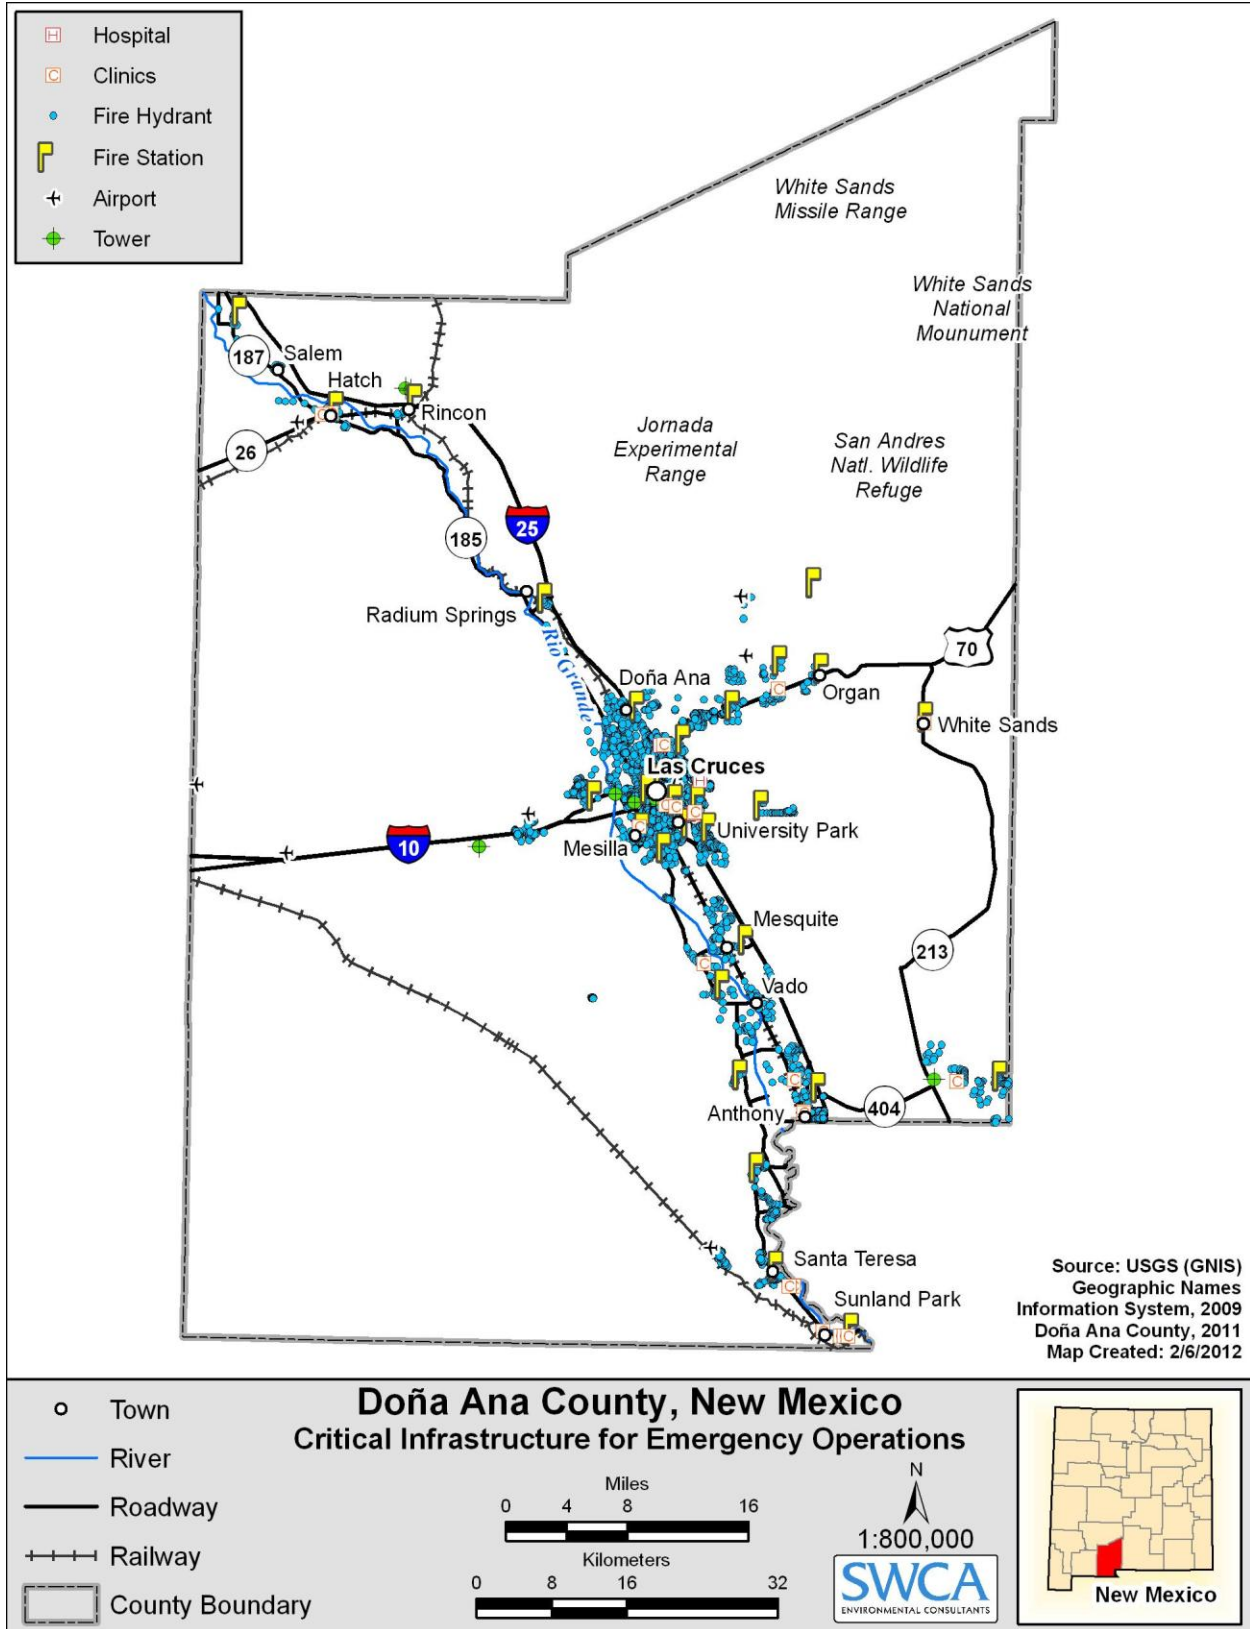 H Hospital
C Clinics
Fire Hydrant
Fire Station
Airport
Tower
White Sands
Missile Range
White Sands
National
Mounument
187
Salem
Hatch
Rincon
26
Jornada
Experimental
Range
San Andres
Natl. Wildlife
Refuge
25
185
Radium Springs
Rio Grande
70
Doña Ana
Organ
White Sands
C
C
C
Las Cruces
H
C
C
C
C
University Park
10
Mesilla
Mesquite
213
C
Vado
C
C
Anthony
404
Santa Teresa
C
Sunland Park
C
Source: USGS (GNIS)
Geographic Names
Information System, 2009
Doña Ana County, 2011
Map Created: 2/6/2012
Town
River
Roadway
Railway
County Boundary
Doña Ana County, New Mexico
Critical Infrastructure for Emergency Operations
Miles
0 4 8 16
Kilometers
0 8 16 32
N
1:800,000
SWCA
ENVIRONMENTAL CONSULTANTS
New Mexico